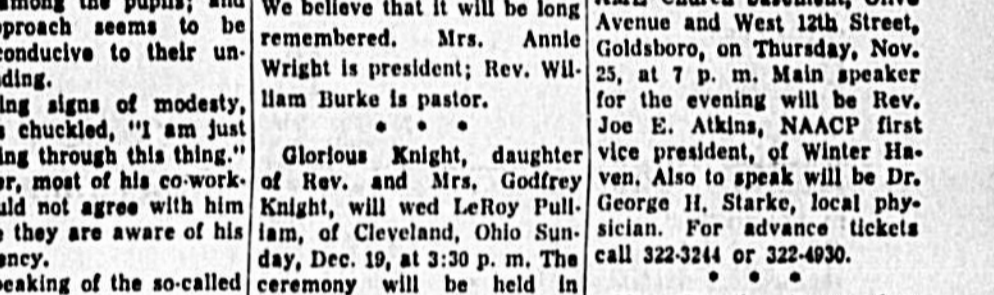 among the pupils; and
pproach seems to be
conducive to their un-
ding.
ing signs of modesty,
chuckled, "I am just
ing through this thing."
er, most of his co-work-
uld not agree with him
they are aware of his
ency.
peaking of the so-called
We believe that it will be long
remembered. Mrs. Annie
Wright is president; Rev. Wil-
liam Burke is pastor.
• • •
Glorious Knight, daughter
of Rev. and Mrs. Godfrey
Knight, will wed LeRoy Pull-
iam, of Cleveland, Ohio Sun-
day, Dec. 19, at 3:30 p. m. The
ceremony will be held in
Church basement, Olive
Avenue and West 12th Street,
Goldsboro, on Thursday, Nov.
25, at 7 p. m. Main speaker
for the evening will be Rev.
Joe E. Atkins, NAACP first
vice president, of Winter Ha-
ven. Also to speak will be Dr.
George H. Starke, local phy-
sician. For advance tickets
call 322-3244 or 322-4930.
• • •